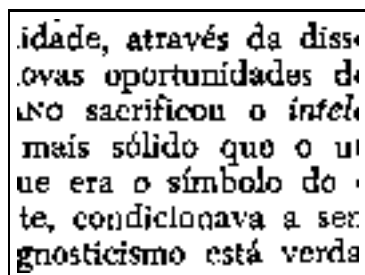 idade, através da diss
ovas oportunidades d
NO sacrificou o intel
mais sólido que o u
ue era o símbolo do
te, condicionava a ser
gnosticismo está verda